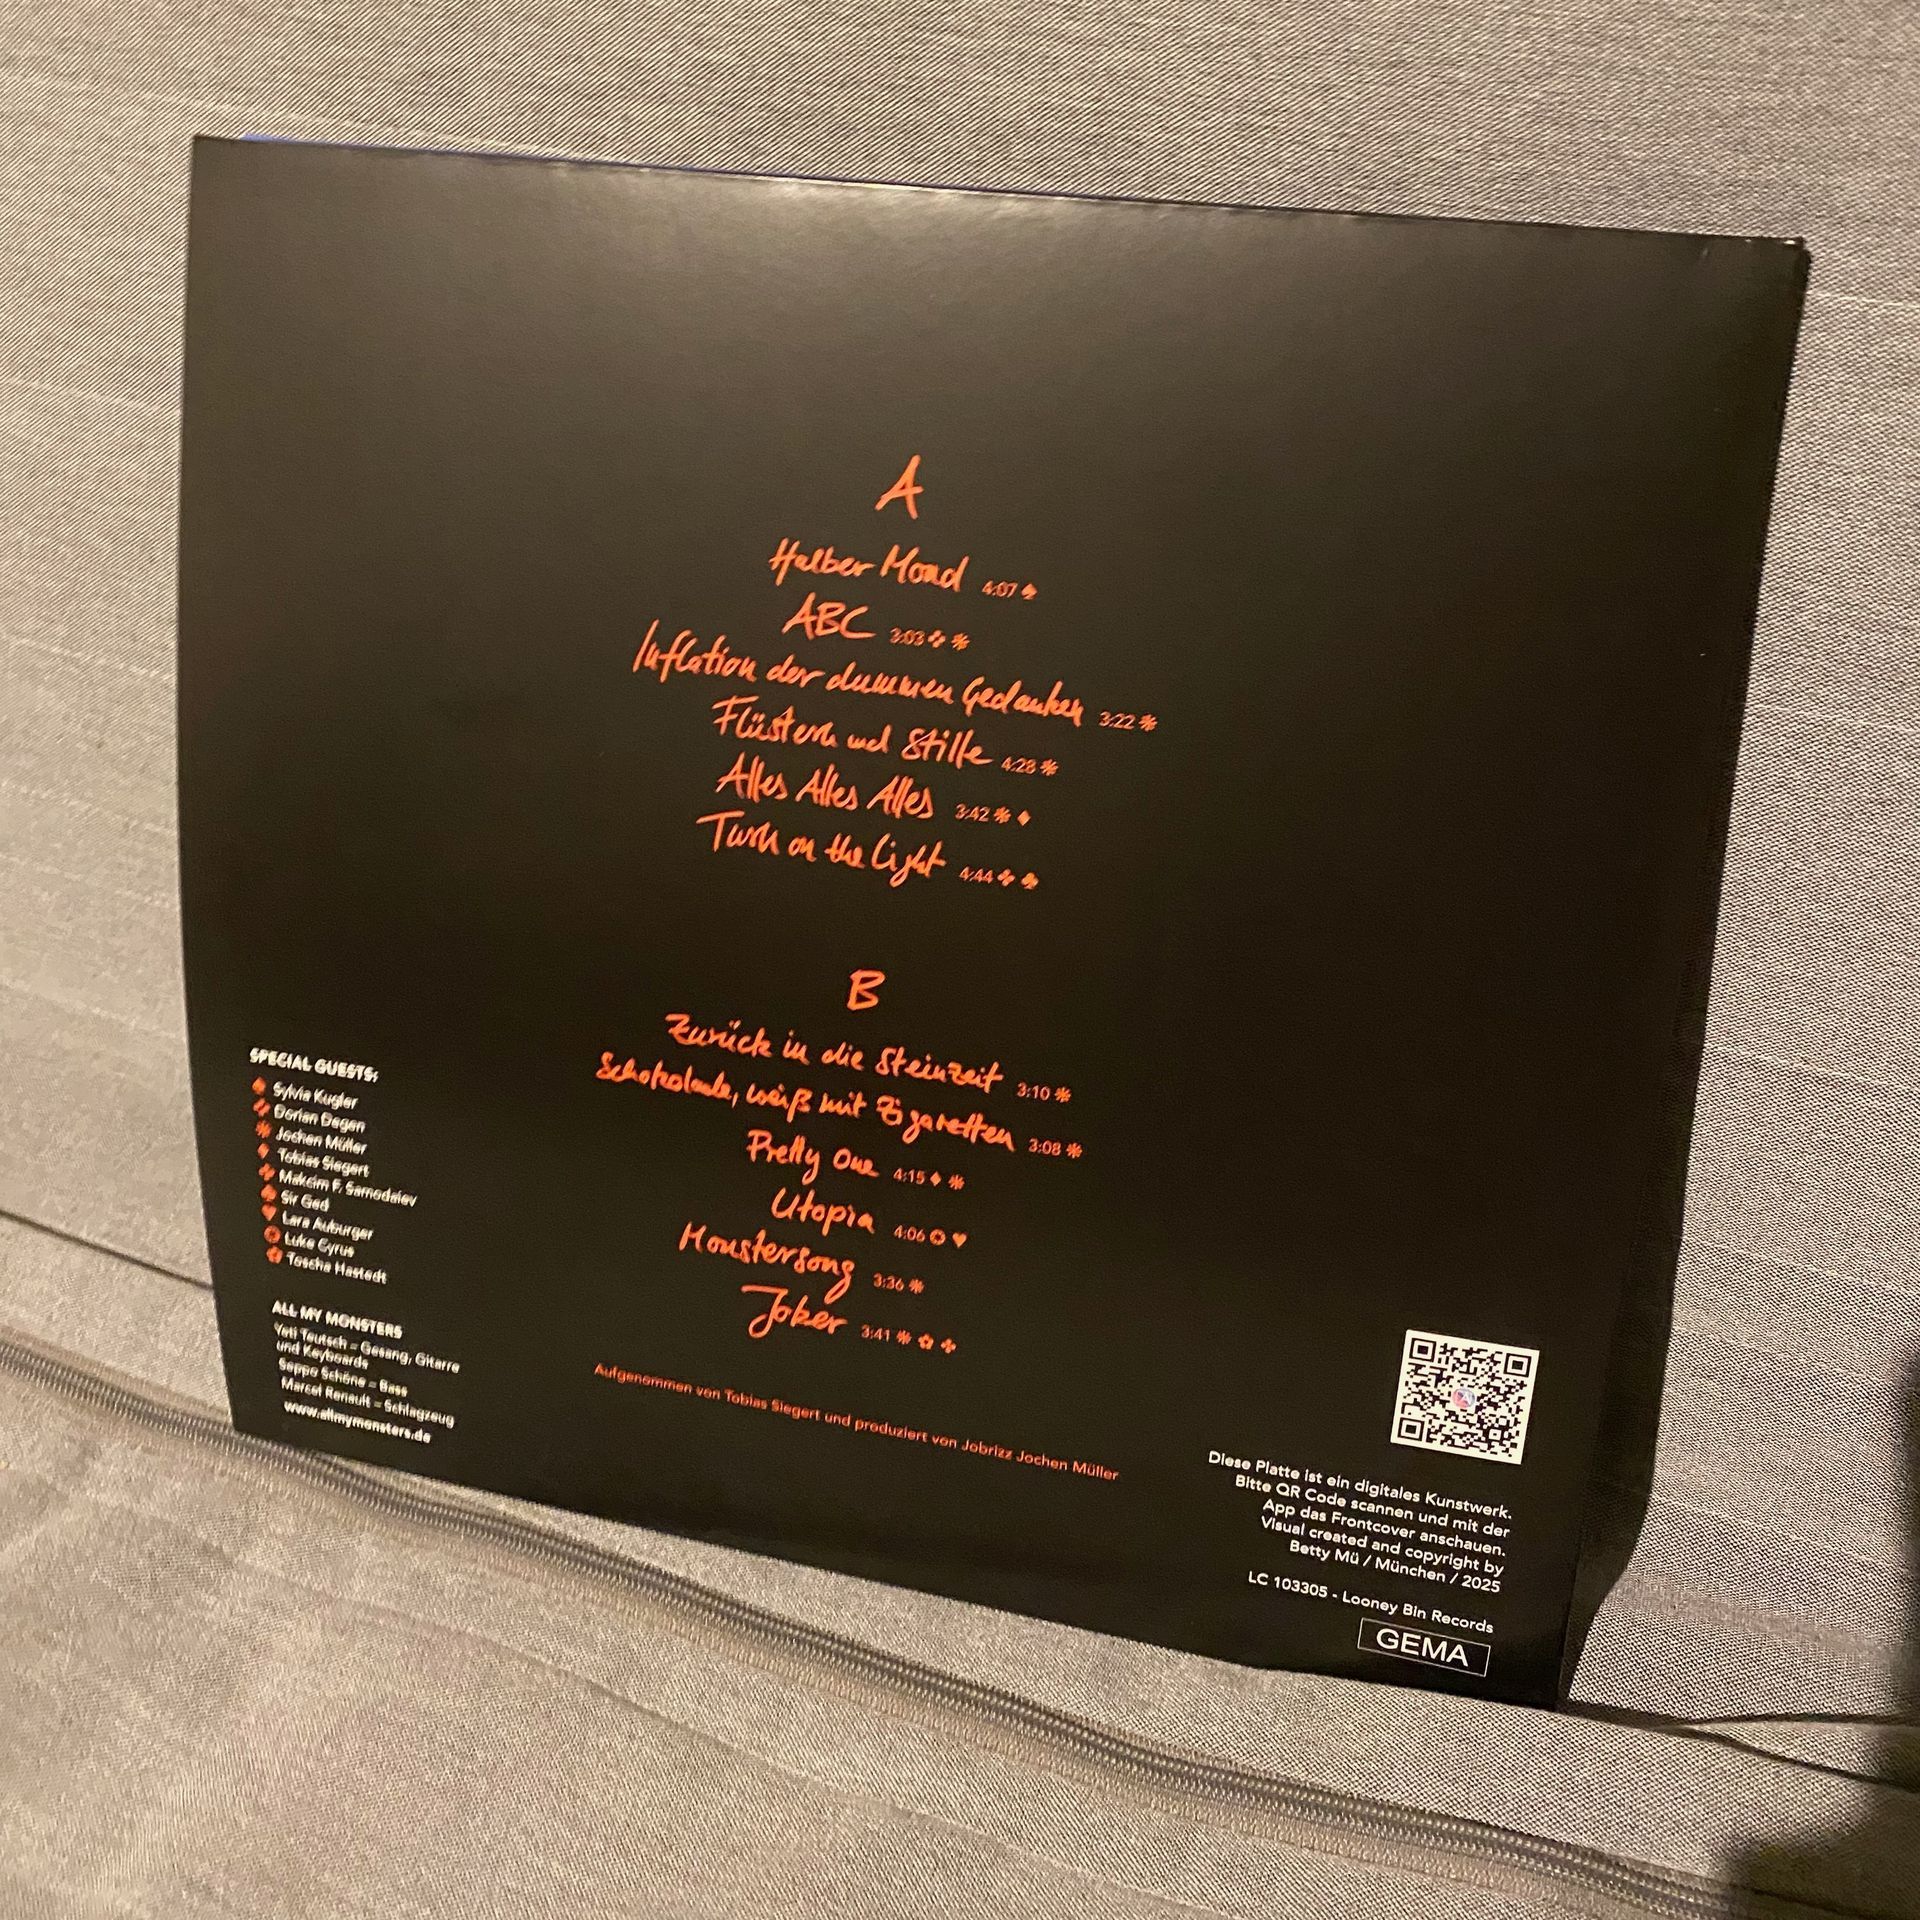 A
Halber Mond 4:07
ABC 3:03
Inflation der dummen Gedanken 3:22
Flüstern und Stille 4:28
Alles Alles Alles 3:42
Turn on the Light 4:44
B
Zurück in die Steinzeit 3:10
Schokolade, weiß mit Zigaretten 3:08
Pretty One 4:15
Utopia 4:06
Monstersong 3:36
Joker 3:41
Aufgenommen von Tobias Siegert und produziert von Jobrizz Jochen Müller
SPECIAL GUESTS:
Sylvia Kugler
Dorian Degen
Jochen Müller
Tobias Siegert
Maksim F. Samodaiev
Sir Ged
Lara Auburger
Luke Cyrus
Toscha Hastedt
ALL MY MONSTERS
Yeti Teutsch = Gesang, Gitarre
und Keyboards
Seppo Schöne = Bass
Marcel Renault = Schlagzeug
www.allmymonsters.de
Diese Platte ist ein digitales Kunstwerk.
Bitte QR Code scannen und mit der
App das Frontcover anschauen.
Visual created and copyright by
Betty Mü / München / 2025
LC 103305 - Looney Bin Records
GEMA